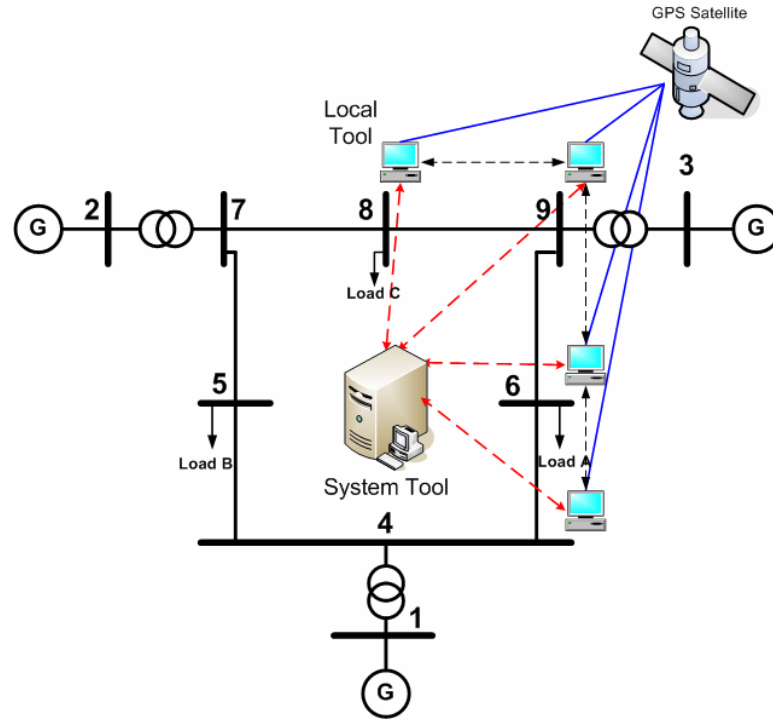 GPS Satellite
Local
Tool
3
2
7
8
9
G
G
Load C
5
6
Load B
Load A
System Tool
4
1
G